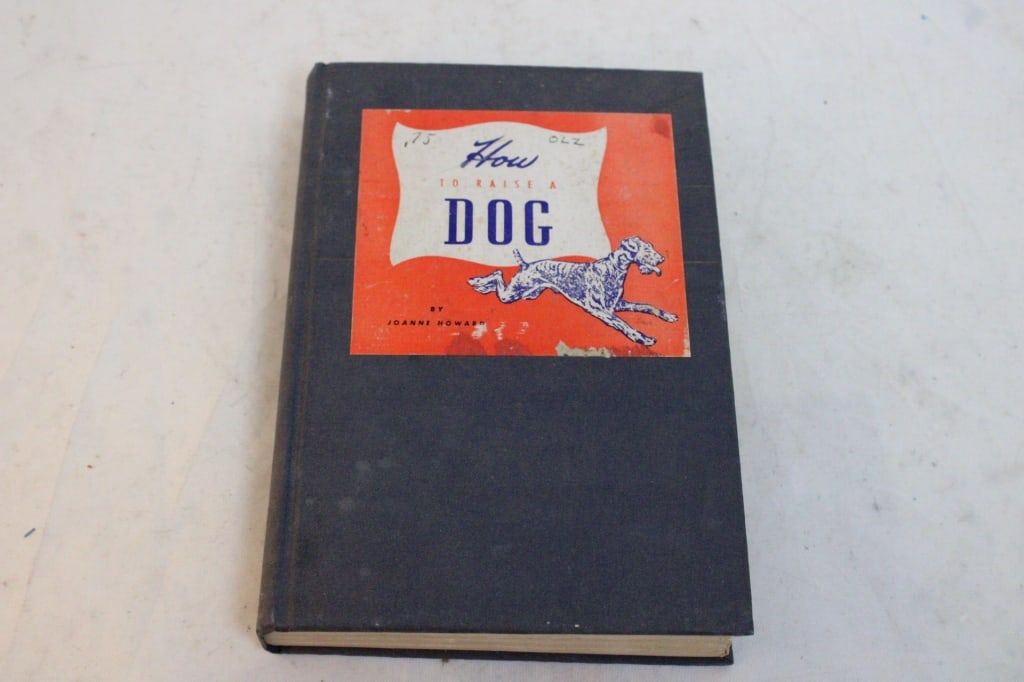 .75 OLZ
How
TO RAISE A
DOG
BY
JOANNE HOWARD